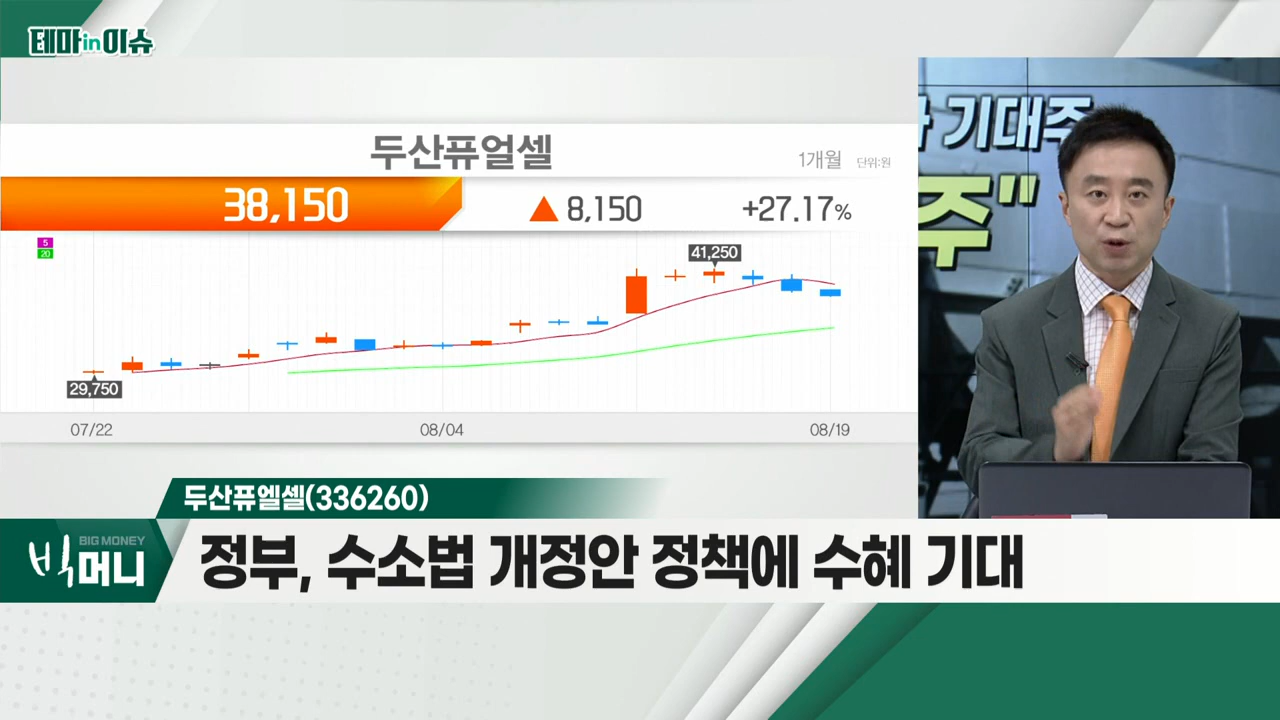 테마in이슈
기대주
주"
두산퓨얼셀
1개월 단위:원
38,150 ▲ 8,150 +27.17%
5
20
41,250
29,750
07/22 08/04 08/19
두산퓨엘셀(336260)
BIG MONEY
빅머니
정부, 수소법 개정안 정책에 수혜 기대